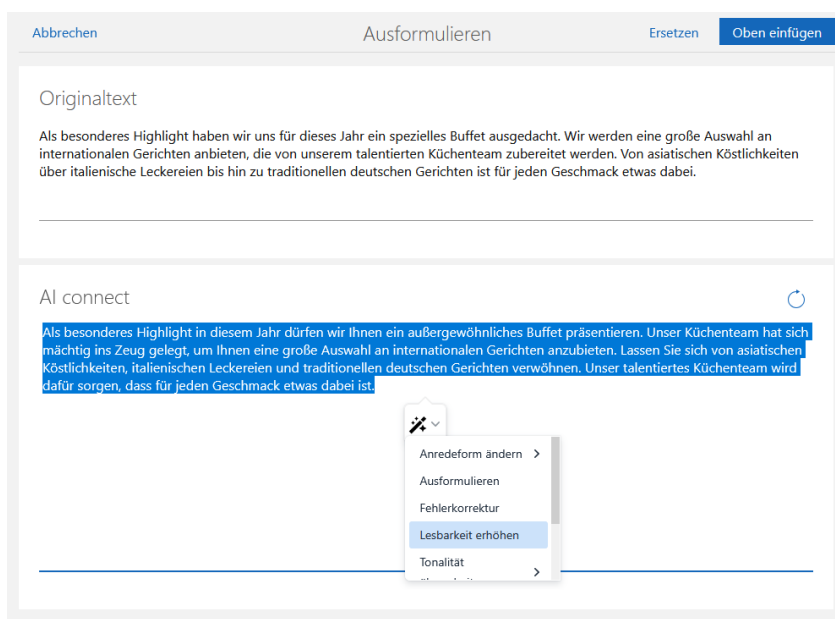 Abbrechen
Ausformulieren
Ersetzen
Oben einfügen
Originaltext
Als besonderes Highlight haben wir uns für dieses Jahr ein spezielles Buffet ausgedacht. Wir werden eine große Auswahl an
internationalen Gerichten anbieten, die von unserem talentierten Küchenteam zubereitet werden. Von asiatischen Köstlichkeiten
über italienische Leckereien bis hin zu traditionellen deutschen Gerichten ist für jeden Geschmack etwas dabei.
AI connect
Als besonderes Highlight in diesem Jahr dürfen wir Ihnen ein außergewöhnliches Buffet präsentieren. Unser Küchenteam hat sich
mächtig ins Zeug gelegt, um Ihnen eine große Auswahl an internationalen Gerichten anzubieten. Lassen Sie sich von asiatischen
Köstlichkeiten, italienischen Leckereien und traditionellen deutschen Gerichten verwöhnen. Unser talentiertes Küchenteam wird
dafür sorgen, dass für jeden Geschmack etwas dabei ist.
Anredeform ändern
Ausformulieren
Fehlerkorrektur
Lesbarkeit erhöhen
Tonalität